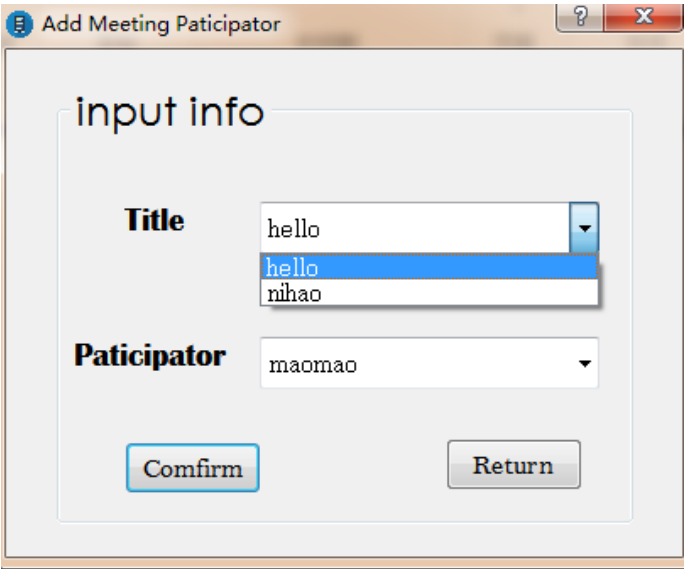 Add Meeting Paticipator
input info
Title
hello
hello
nihao
Paticipator
maomao
Comfirm
Return